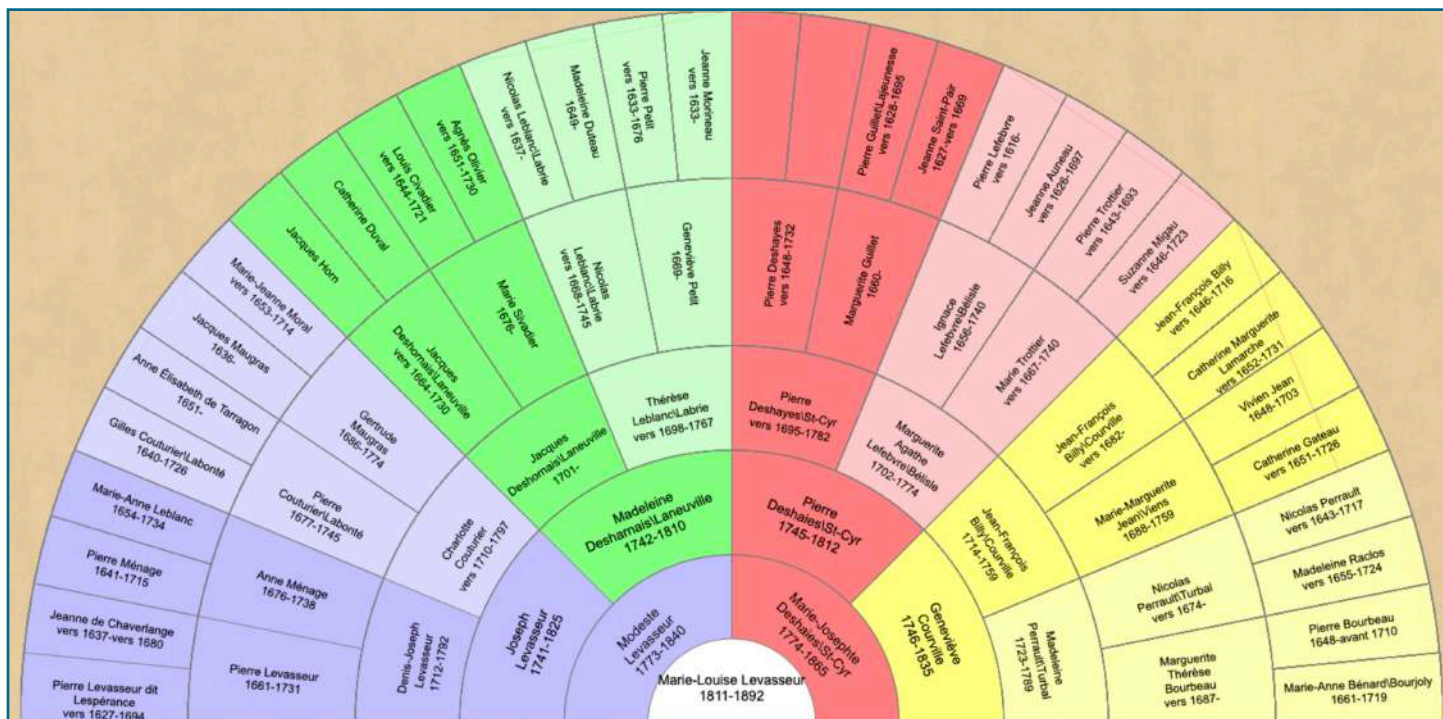 Marie-Louise Levasseur
1811-1892
Modeste
Levasseur
1773-1840
Marie-Josephte
Deshaies\St-Cyr
1774-1865
Joseph
Levasseur
1741-1825
Madeleine
Desharnais\Laneuville
1742-1810
Pierre
Deshaies\St-Cyr
1745-1812
Geneviève
Courville
1746-1835
Denis-Joseph
Levasseur
1712-1792
Charlotte
Couturier
vers 1710-1797
Jacques
Deshornais\Laneuville
1701-
Thérèse
Leblanc\Labrie
vers 1698-1767
Pierre
Deshayes\St-Cyr
vers 1695-1782
Marguerite
Agathe
Lefebvre\Bélisle
1702-1774
Jean-François
Billy\Courville
1714-1759
Madeleine
Perrault\Turbal
1723-1789
Pierre Levasseur
1661-1731
Anne Ménage
1676-1738
Pierre
Couturier\Labonté
1677-1745
Gertrude
Maugras
1686-1774
Jacques
Deshornais\Laneuville
vers 1664-1730
Marie Sivadier
1676-
Nicolas
Leblanc\Labrie
vers 1668-1745
Geneviève Petit
1669-
Pierre Deshayes
vers 1648-1732
Marguerite Guillet
1660-
Ignace
Lefebvre\Bélisle
1656-1740
Marie Trottier
vers 1667-1740
Jean-François
Billy\Courville
vers 1682-
Marie-Marguerite
Jean\Viens
1688-1759
Nicolas
Perrault\Turbal
vers 1674-
Marguerite
Thérèse
Bourbeau
vers 1687-
Pierre Levasseur dit
Lespérance
vers 1627-1694
Jeanne de Chaverlange
vers 1637-vers 1680
Pierre Ménage
1641-1715
Marie-Anne Leblanc
1654-1734
Gilles Couturier\Labonté
1640-1726
Anne Élisabeth de Tarragon
1651-
Jacques Maugras
1636-
Marie-Jeanne Moral
vers 1653-1714
Jacques Horn
Catherine Duval
Louis Civadier
vers 1644-1721
Agnès Olivier
vers 1651-1730
Nicolas Leblanc\Labrie
vers 1637-
Madeleine Duteau
1649-
Pierre Petit
1633-1676
Jeanne Morineau
vers 1633-
Pierre Guillet\Lajeunesse
vers 1628-1695
Jeanne Saint-Pair
1627-vers 1669
Pierre Lefebvre
vers 1616-
Jeanne Auneau
vers 1626-1697
Pierre Trottier
vers 1643-1693
Suzanne Migau
vers 1646-1723
Jean-François Billy
vers 1646-1716
Catherine Marguerite
Lamarche
vers 1652-1731
Vivien Jean
1648-1703
Catherine Gateau
vers 1651-1726
Nicolas Perrault
vers 1643-1717
Madeleine Raclos
vers 1655-1724
Pierre Bourbeau
1648-avant 1710
Marie-Anne Bénard\Bourjoly
1661-1719